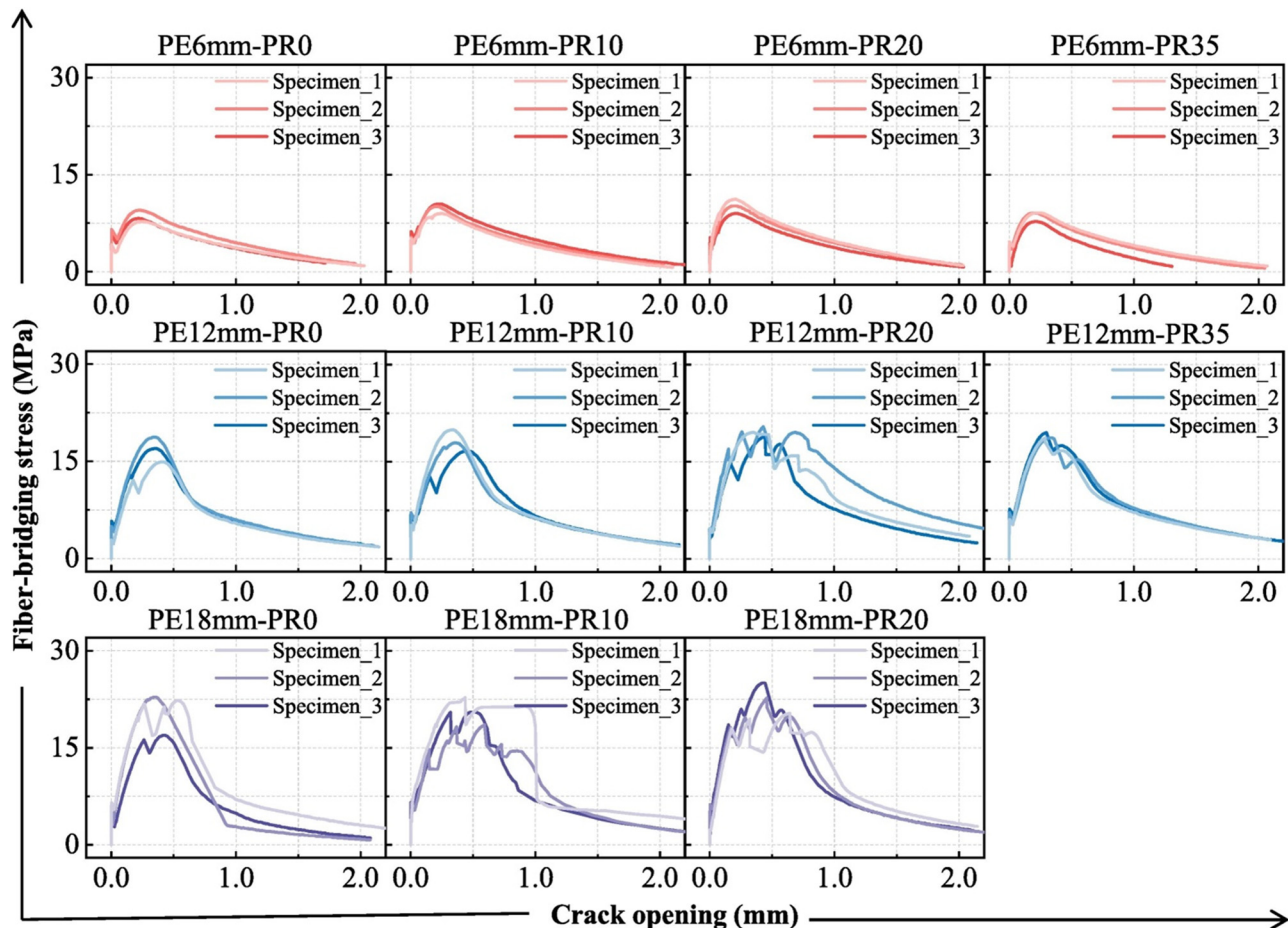 PE6mm-PR0 PE6mm-PR10 PE6mm-PR20 PE6mm-PR35
30 Specimen_1 Specimen_1 Specimen_1 Specimen_1
Specimen_2 Specimen_2 Specimen_2 Specimen_2
Specimen_3 Specimen_3 Specimen_3 Specimen_3
15
0
0.0 1.0 2.0 0.0 1.0 2.0 0.0 1.0 2.0 0.0 1.0 2.0
PE12mm-PR0 PE12mm-PR10 PE12mm-PR20 PE12mm-PR35
30 Specimen_1 Specimen_1 Specimen_1 Specimen_1
Specimen_2 Specimen_2 Specimen_2 Specimen_2
Specimen_3 Specimen_3 Specimen_3 Specimen_3
15
0
0.0 1.0 2.0 0.0 1.0 2.0 0.0 1.0 2.0 0.0 1.0 2.0
PE18mm-PR0 PE18mm-PR10 PE18mm-PR20
30 Specimen_1 Specimen_1 Specimen_1
Specimen_2 Specimen_2 Specimen_2
Specimen_3 Specimen_3 Specimen_3
15
0
0.0 1.0 2.0 0.0 1.0 2.0 0.0 1.0 2.0
Fiber-bridging stress (MPa)
Crack opening (mm)